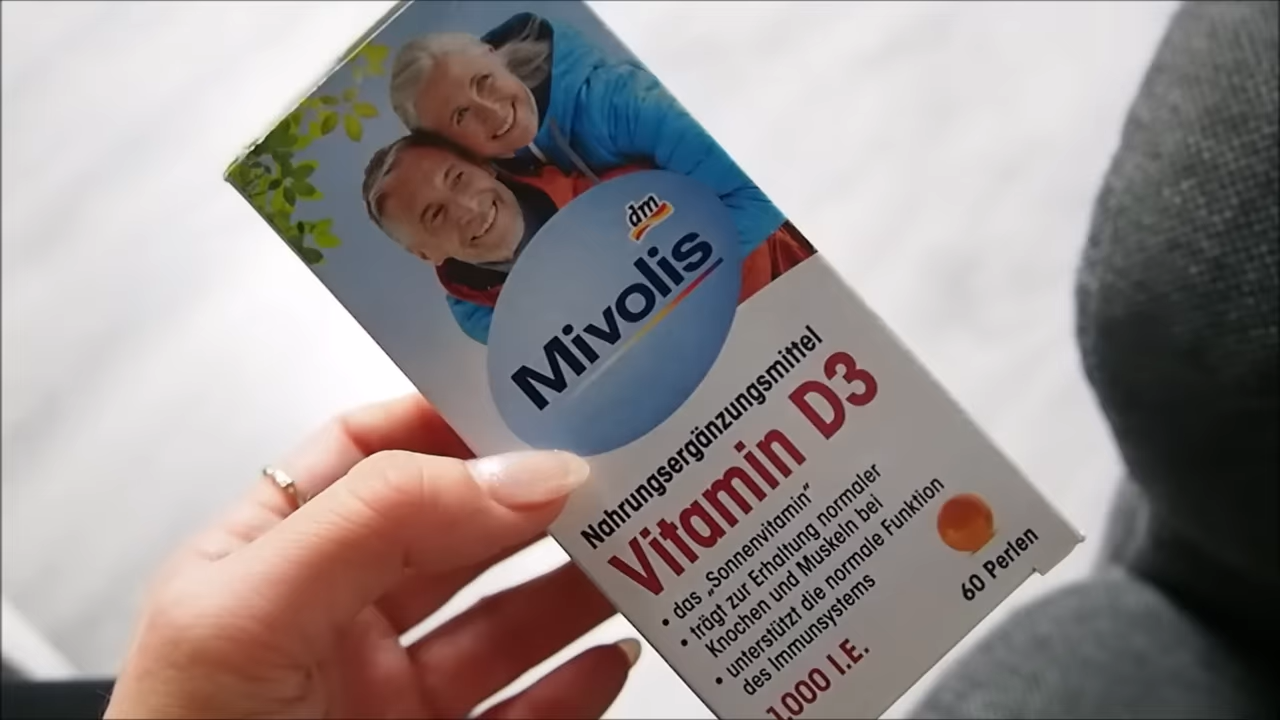 dm
Mivolis
Nahrungsergänzungsmittel
Vitamin D3
• das „Sonnenvitamin“
• trägt zur Erhaltung normaler
Knochen und Muskeln bei
• unterstützt die normale Funktion
des Immunsystems
1000 I.E.
60 Perlen